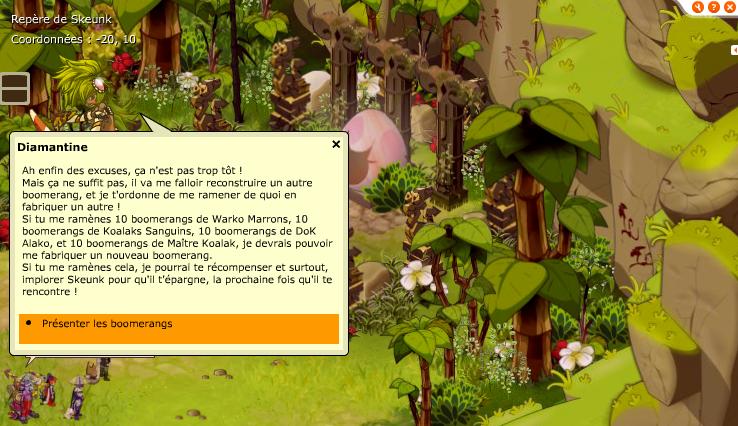 Repère de Skeunk
Coordonnées : -20, 10
Diamantine
Ah enfin des excuses, ça n'est pas trop tôt !
Mais ça ne suffit pas, il va me falloir reconstruire un autre
boomerang, et je t'ordonne de me ramener de quoi en
fabriquer un autre !
Si tu me ramènes 10 boomerangs de Warko Marrons, 10
boomerangs de Koalaks Sanguins, 10 boomerangs de DoK
Alako, et 10 boomerangs de Maître Koalak, je devrais pouvoir
me fabriquer un nouveau boomerang.
Si tu me ramènes cela, je pourrai te récompenser et surtout,
implorer Skeunk pour qu'il t'épargne, la prochaine fois qu'il te
rencontre !
Présenter les boomerangs